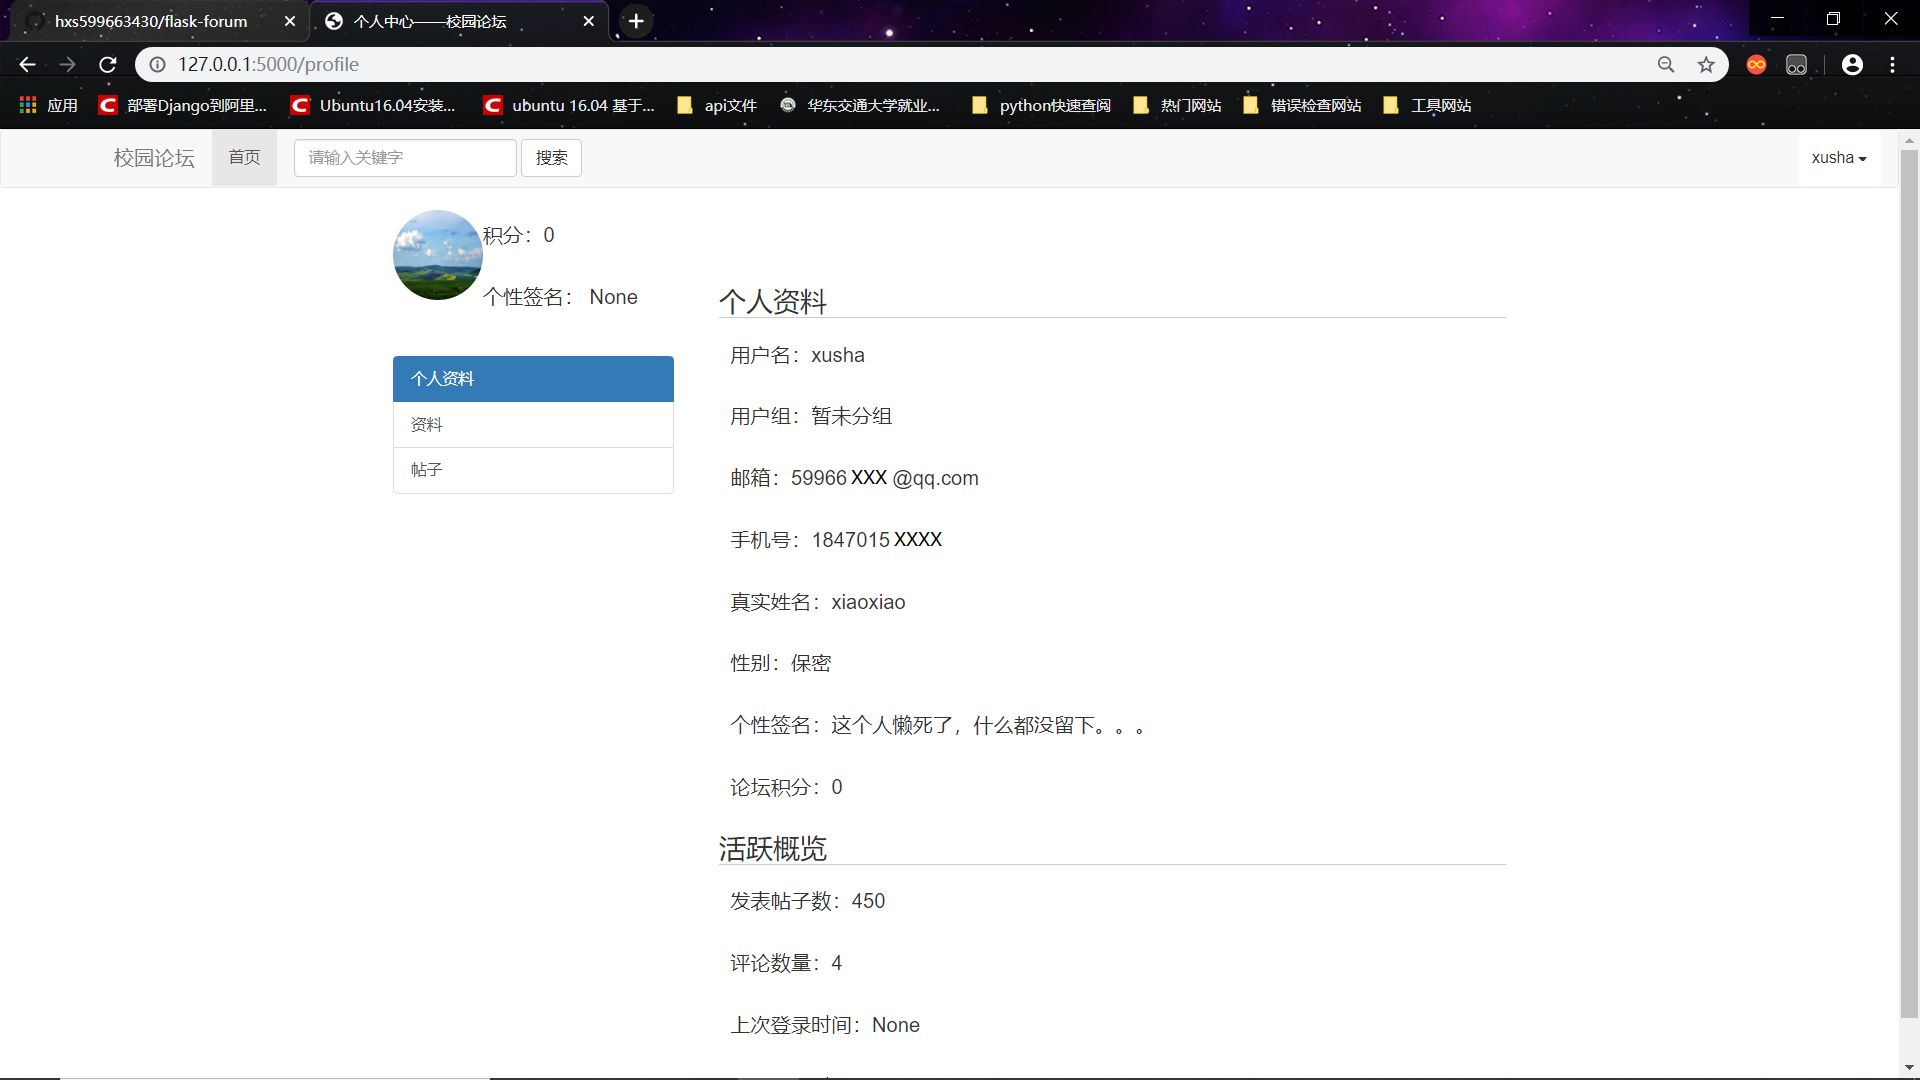 hxs599663430/flask-forum
个人中心——校园论坛
127.0.0.1:5000/profile
应用
部署Django到阿里...
Ubuntu16.04安装...
ubuntu 16.04 基于...
api文件
华东交通大学就业...
python快速查阅
热门网站
错误检查网站
工具网站
校园论坛
首页
请输入关键字
搜索
xusha
积分：0
个性签名： None
个人资料
资料
帖子
个人资料
用户名：xusha
用户组：暂未分组
邮箱：59966 XXX @qq.com
手机号：1847015 XXXX
真实姓名：xiaoxiao
性别：保密
个性签名：这个人懒死了，什么都没留下。。。
论坛积分：0
活跃概览
发表帖子数：450
评论数量：4
上次登录时间：None